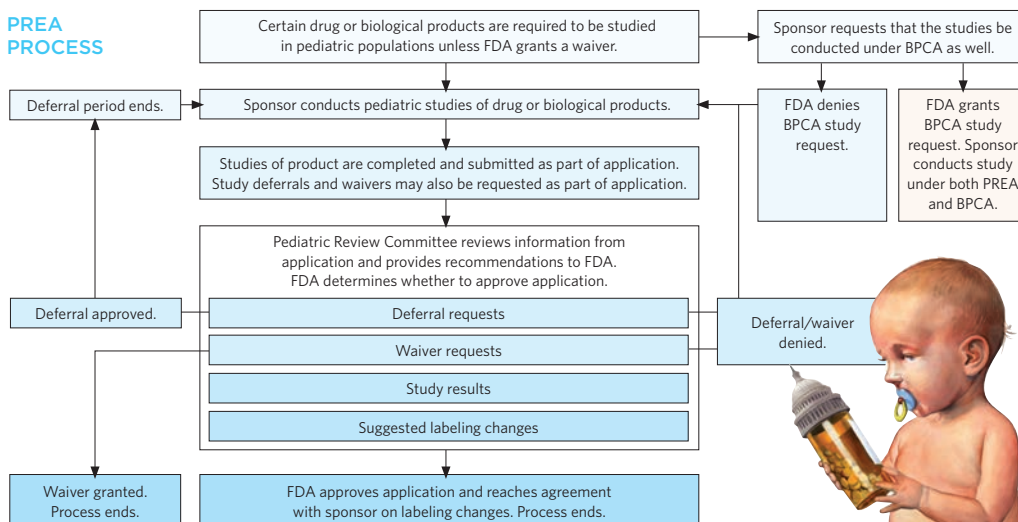 PREA
PROCESS
Certain drug or biological products are required to be studied
in pediatric populations unless FDA grants a waiver.
Sponsor requests that the studies be
conducted under BPCA as well.
Deferral period ends.
Sponsor conducts pediatric studies of drug or biological products.
FDA denies
BPCA study
request.
FDA grants
BPCA study
request. Sponsor
conducts study
under both PREA
and BPCA.
Studies of product are completed and submitted as part of application.
Study deferrals and waivers may also be requested as part of application.
Pediatric Review Committee reviews information from
application and provides recommendations to FDA.
FDA determines whether to approve application.
Deferral approved.
Deferral requests
Deferral/waiver
denied.
Waiver requests
Study results
Suggested labeling changes
Waiver granted.
Process ends.
FDA approves application and reaches agreement
with sponsor on labeling changes. Process ends.